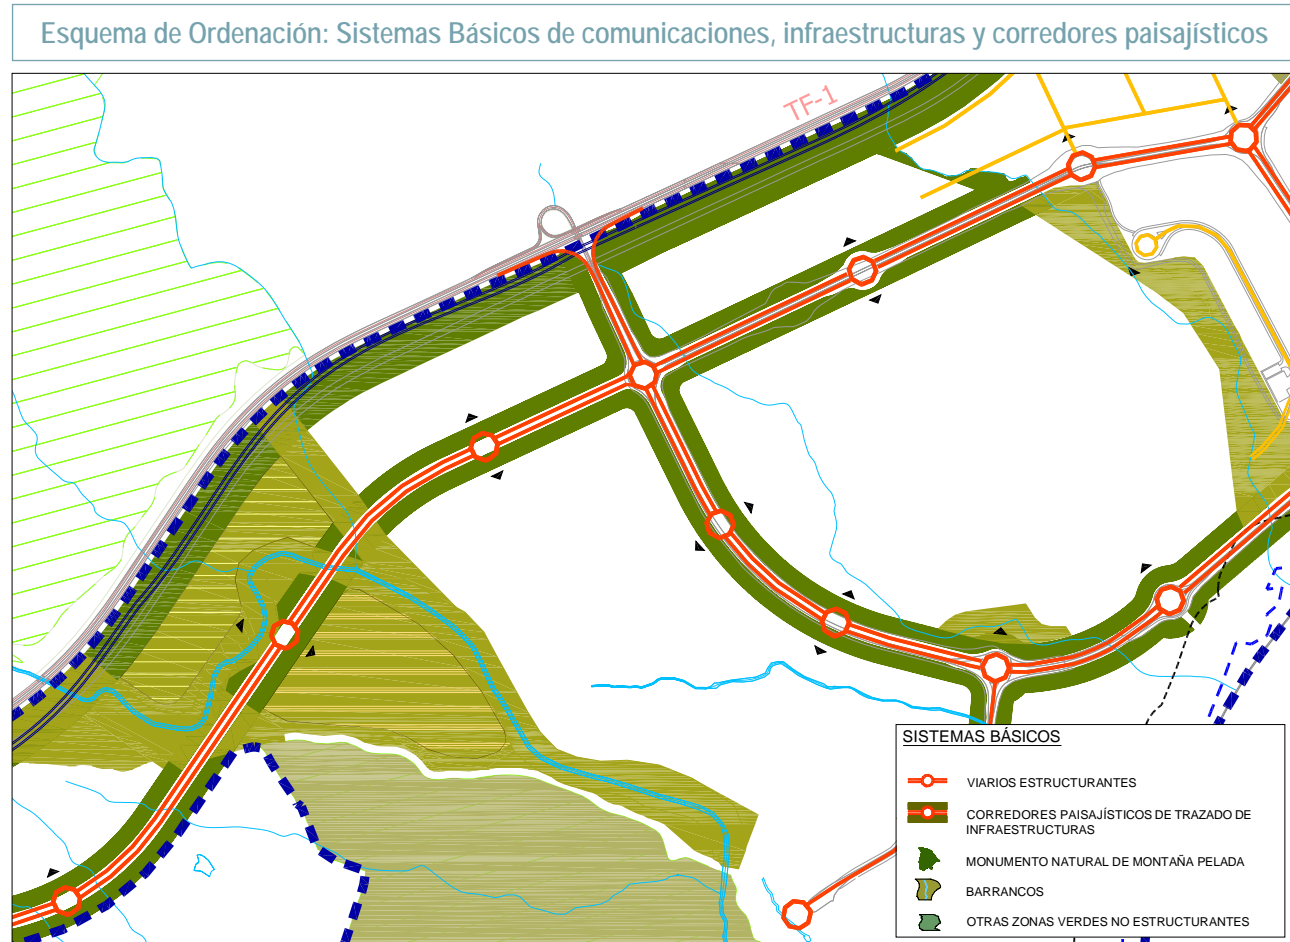 Esquema de Ordenación: Sistemas Básicos de comunicaciones, infraestructuras y corredores paisajísticos
TF-1
SISTEMAS BÁSICOS
VIARIOS ESTRUCTURANTES
CORREDORES PAISAJÍSTICOS DE TRAZADO DE
INFRAESTRUCTURAS
MONUMENTO NATURAL DE MONTAÑA PELADA
BARRANCOS
OTRAS ZONAS VERDES NO ESTRUCTURANTES